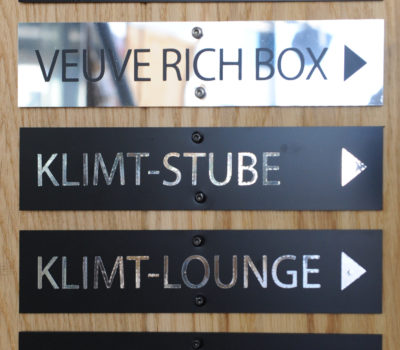 VEUVE RICH BOX
KLIMT-STUBE
KLIMT-LOUNGE